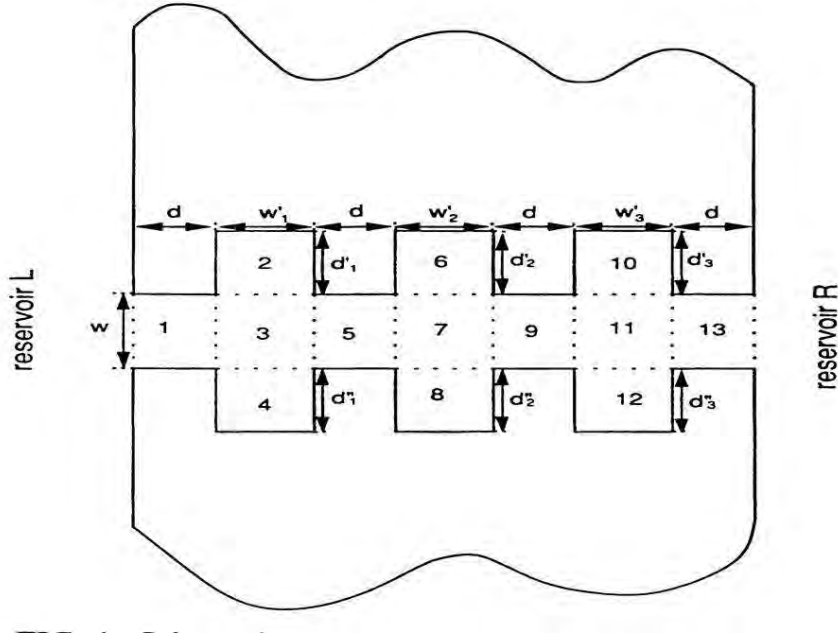 d w'₁ d w'₂ d w'₃ d
2 d'₁ 6 d'₂ 10 d'₃
reservoir L
w 1 3 5 7 9 11 13
reservoir R
4 d"₁ 8 d"₂ 12 d"₃